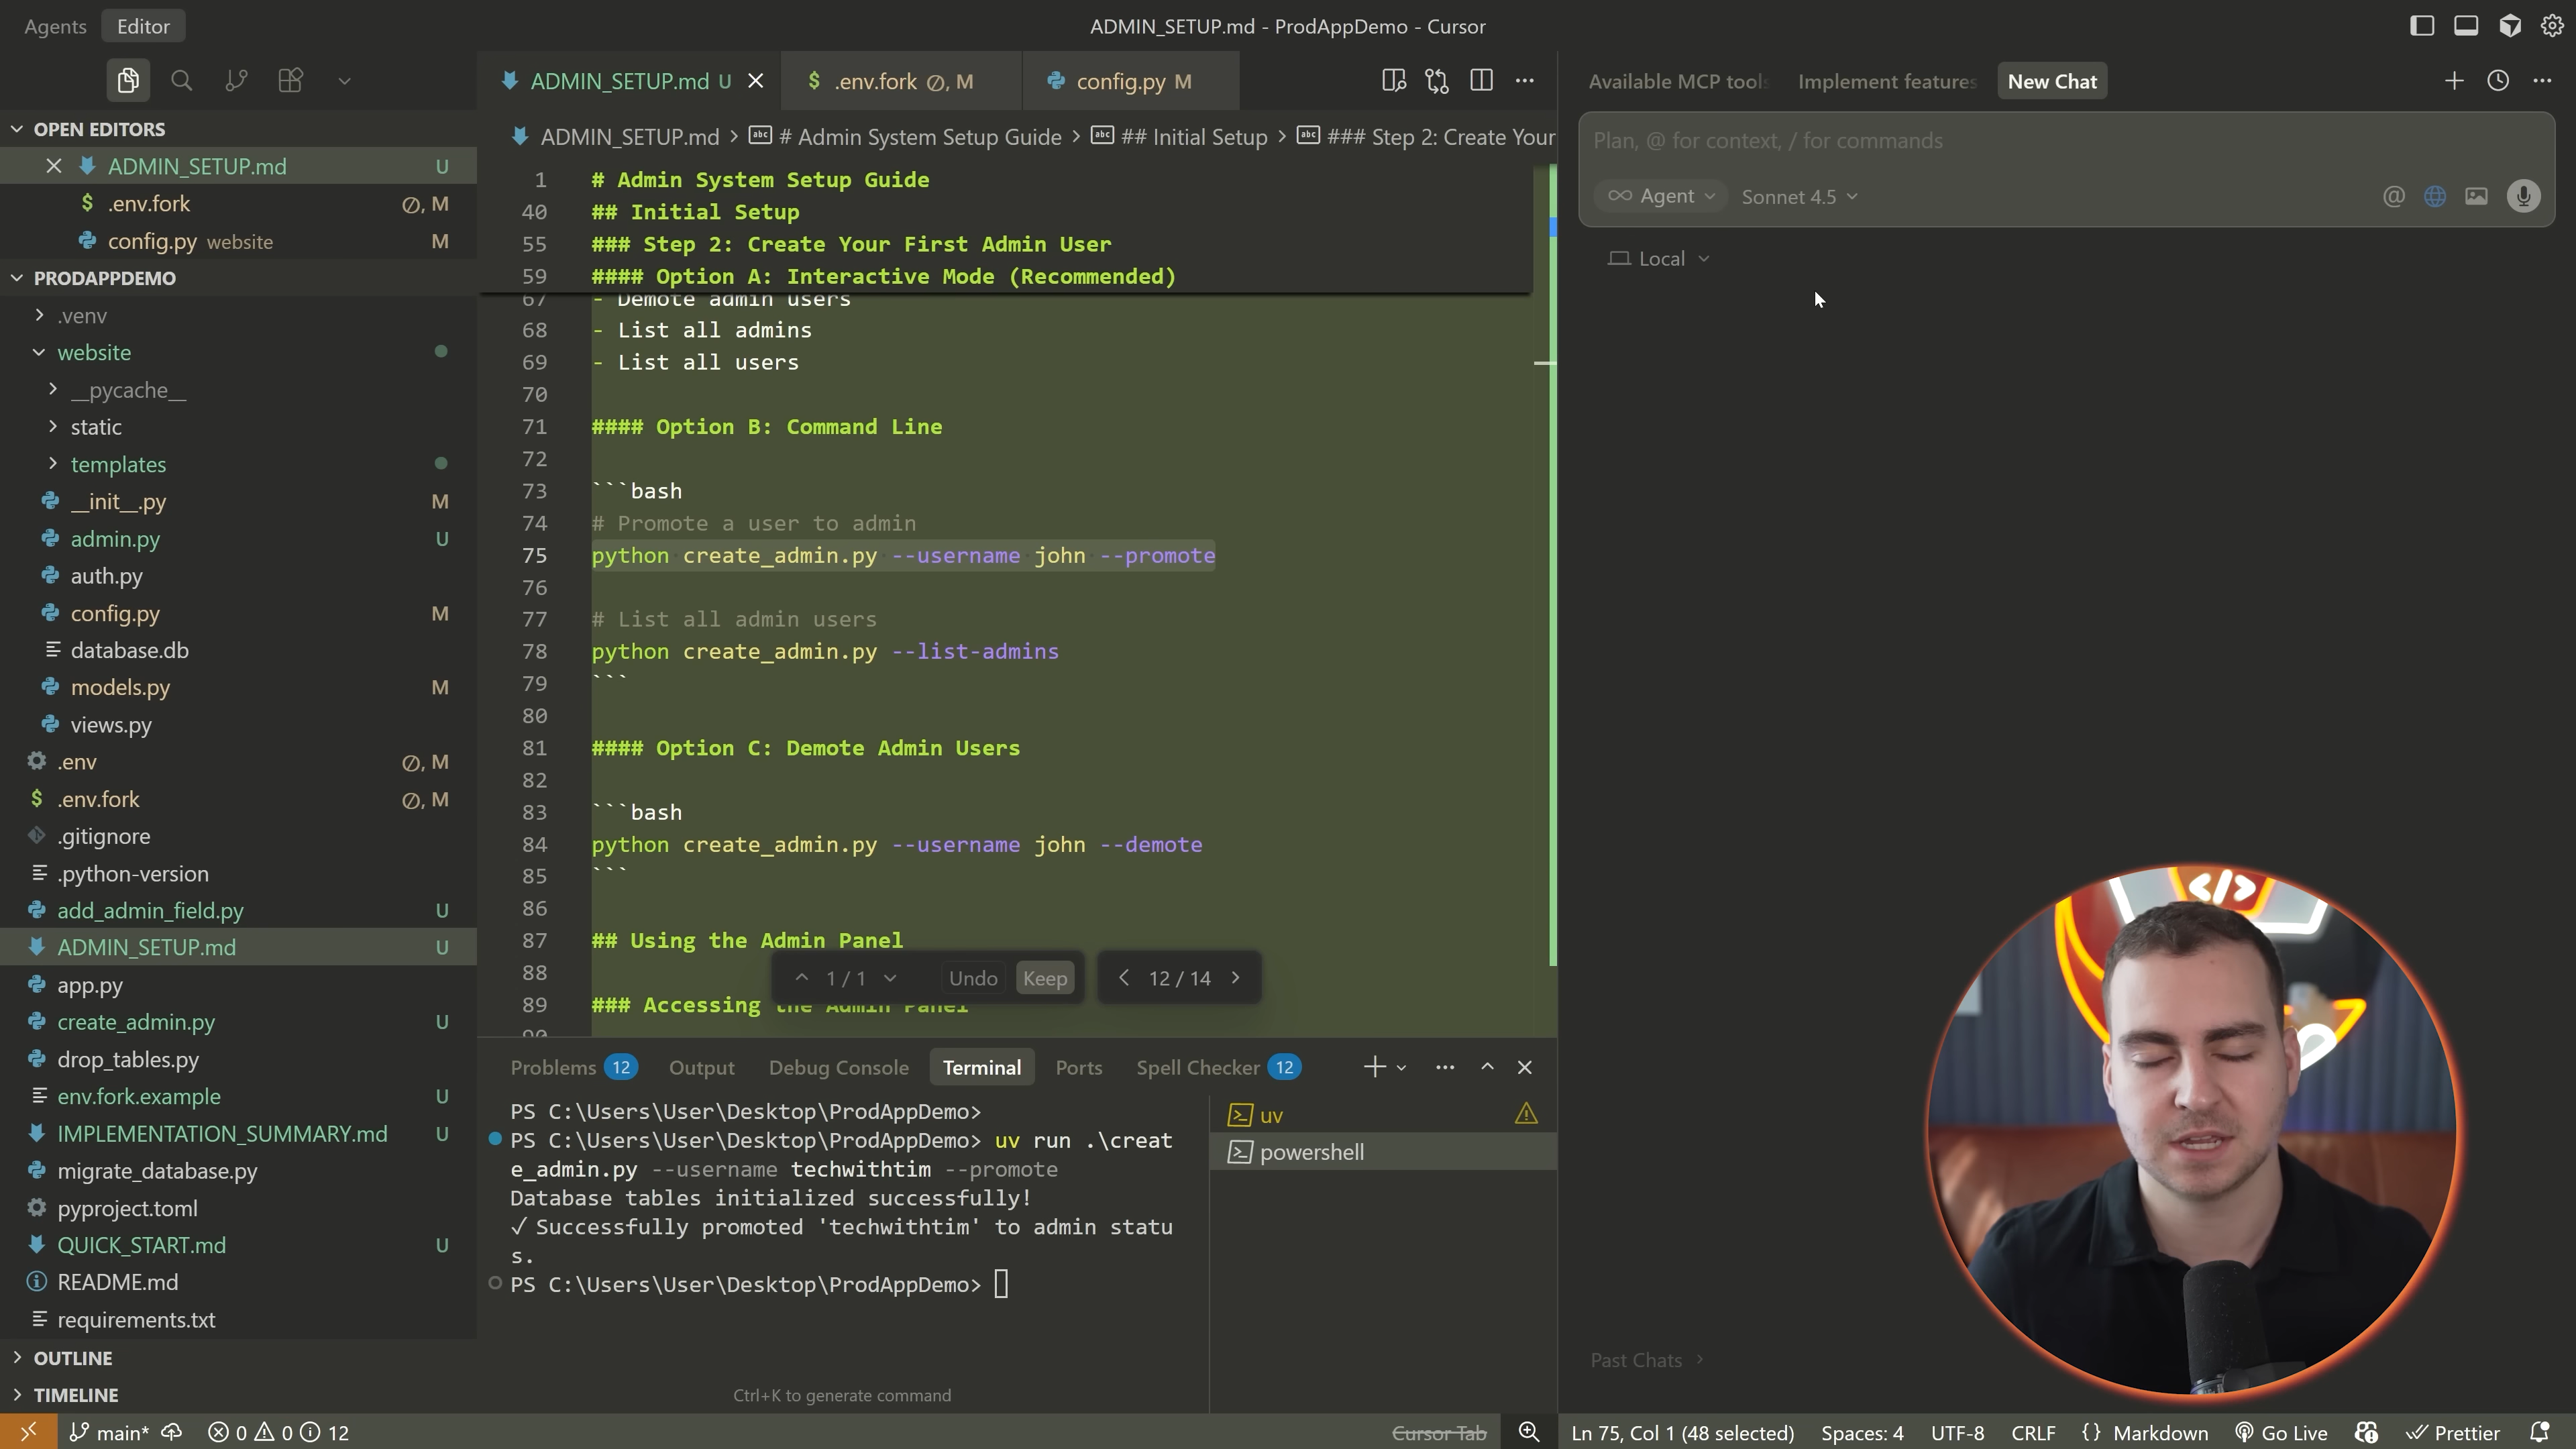 Agents Editor
ADMIN_SETUP.md - ProdAppDemo - Cursor
ADMIN_SETUP.md U
.env.fork M
config.py M
Available MCP tools Implement features New Chat
OPEN EDITORS
ADMIN_SETUP.md U
.env.fork M
config.py website M
PRODAPPDEMO
.venv
website
__pycache__
static
templates
__init__.py M
admin.py U
auth.py
config.py M
database.db
models.py M
views.py
.env M
.env.fork M
.gitignore
.python-version
add_admin_field.py U
ADMIN_SETUP.md U
app.py
create_admin.py U
drop_tables.py
env.fork.example U
IMPLEMENTATION_SUMMARY.md U
migrate_database.py
pyproject.toml
QUICK_START.md U
README.md
requirements.txt
OUTLINE
TIMELINE
ADMIN_SETUP.md > # Admin System Setup Guide > ## Initial Setup > ### Step 2: Create Your
1 # Admin System Setup Guide
40 ## Initial Setup
55 ### Step 2: Create Your First Admin User
59 #### Option A: Interactive Mode (Recommended)
67 - Demote admin users
68 - List all admins
69 - List all users
70
71 #### Option B: Command Line
72
73 ```bash
74 # Promote a user to admin
75 python create_admin.py --username john --promote
76
77 # List all admin users
78 python create_admin.py --list-admins
79 ```
80
81 #### Option C: Demote Admin Users
82
83 ```bash
84 python create_admin.py --username john --demote
85 ```
86
87 ## Using the Admin Panel
88
89 ### Accessing the Admin Panel
90
1 / 1 Undo Keep
12 / 14
Problems 12 Output Debug Console Terminal Ports Spell Checker 12
PS C:\Users\User\Desktop\ProdAppDemo>
PS C:\Users\User\Desktop\ProdAppDemo> uv run .\creat
e_admin.py --username techwithtim --promote
Database tables initialized successfully!
✓ Successfully promoted 'techwithtim' to admin statu
s.
PS C:\Users\User\Desktop\ProdAppDemo>
Ctrl+K to generate command
uv
powershell
Plan, @ for context, / for commands
Agent Sonnet 4.5
Local
Past Chats
</>
main* 0 0 12
Cursor Tab
Ln 75, Col 1 (48 selected) Spaces: 4 UTF-8 CRLF {} Markdown Go Live Prettier